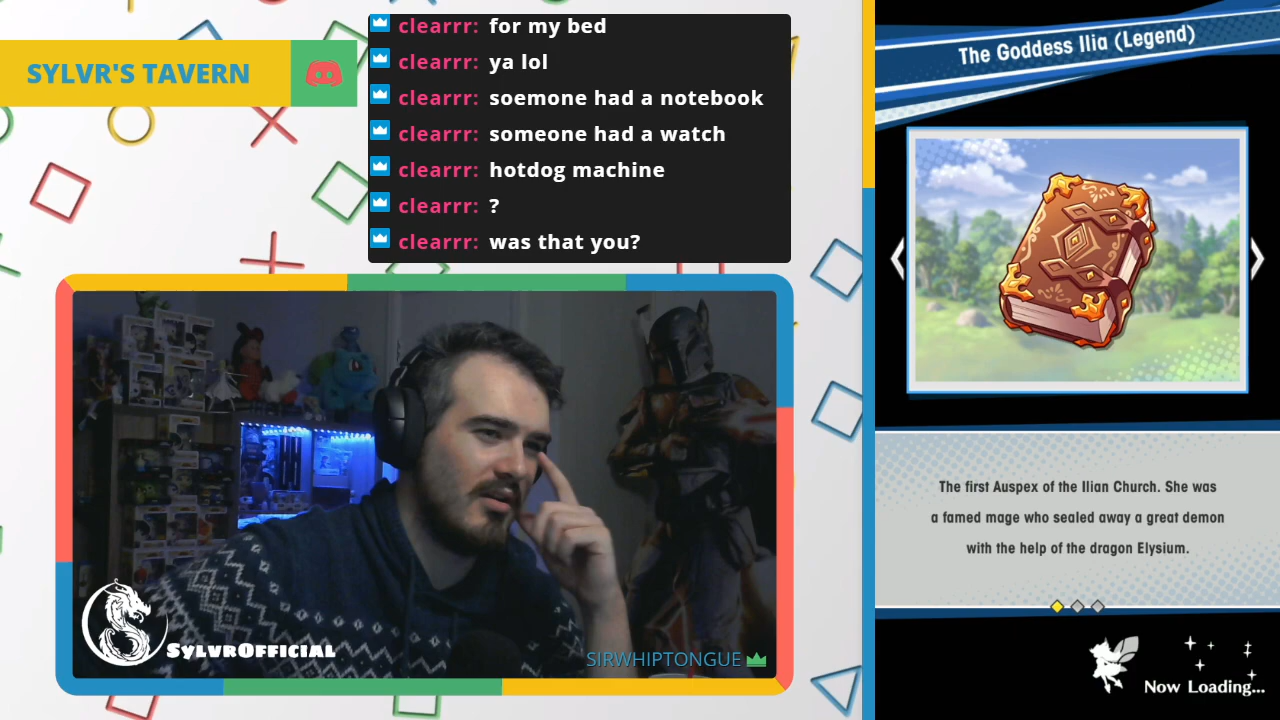 SYLVR'S TAVERN
clearrr: for my bed
clearrr: ya lol
clearrr: soemone had a notebook
clearrr: someone had a watch
clearrr: hotdog machine
clearrr: ?
clearrr: was that you?
SYLVROFFICIAL
SIRWHIPTONGUE
The Goddess Ilia (Legend)
The first Auspex of the Ilian Church. She was
a famed mage who sealed away a great demon
with the help of the dragon Elysium.
Now Loading...